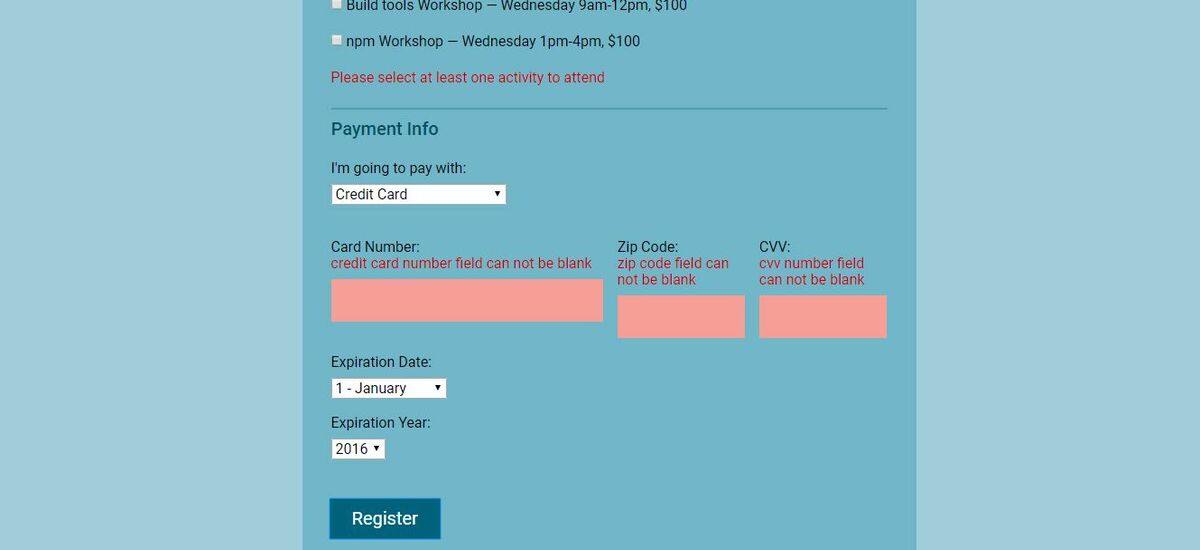 Build tools Workshop — Wednesday 9am-12pm, $100
npm Workshop — Wednesday 1pm-4pm, $100
Please select at least one activity to attend
Payment Info
I'm going to pay with:
Credit Card
Card Number:
credit card number field can not be blank
Zip Code:
zip code field can
not be blank
CVV:
cvv number field
can not be blank
Expiration Date:
1 - January
Expiration Year:
2016
Register